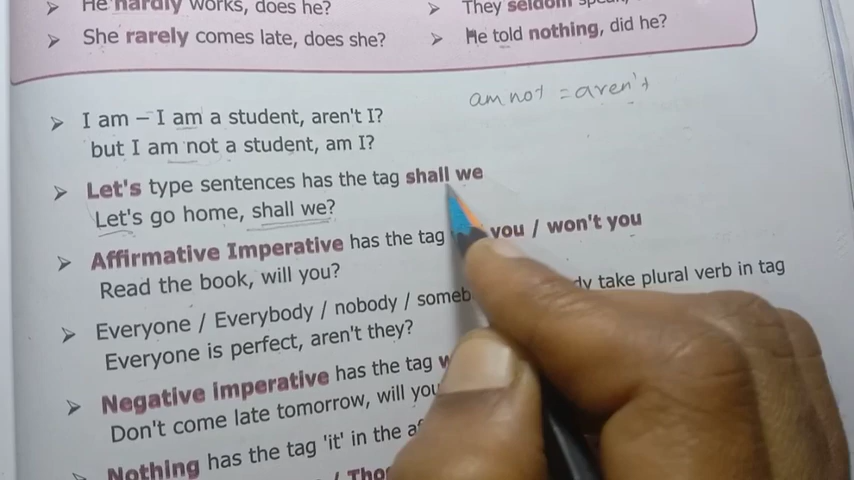 ➤ He hardly works, does he?
➤ They seldom
➤ She rarely comes late, does she?
➤ He told nothing, did he?
am not = aren't
➤ I am – I am a student, aren't I?
but I am not a student, am I?
➤ Let's type sentences has the tag shall we
Let's go home, shall we?
➤ Affirmative Imperative has the tag you / won't you
Read the book, will you?
➤ Everyone / Everybody / nobody / take plural verb in tag
Everyone is perfect, aren't they?
➤ Negative imperative has the tag
Don't come late tomorrow, will you
➤ Nothing has the tag 'it' in the